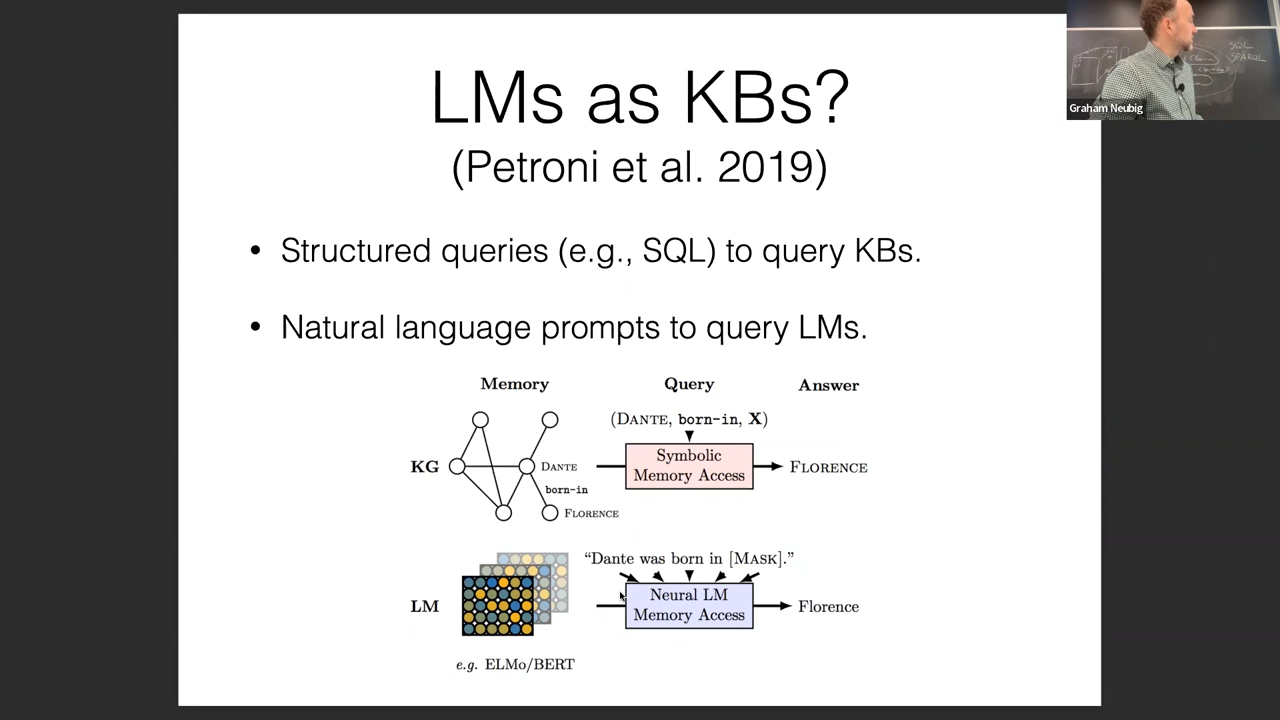 LMs as KBs?
(Petroni et al. 2019)
• Structured queries (e.g., SQL) to query KBs.
• Natural language prompts to query LMs.
Memory Query Answer
(DANTE, born-in, X)
KG DANTE Symbolic Memory Access FLORENCE
born-in
FLORENCE
“Dante was born in [MASK].”
LM Neural LM Memory Access Florence
e.g. ELMo/BERT
SQL
SPARQL
Graham Neubig